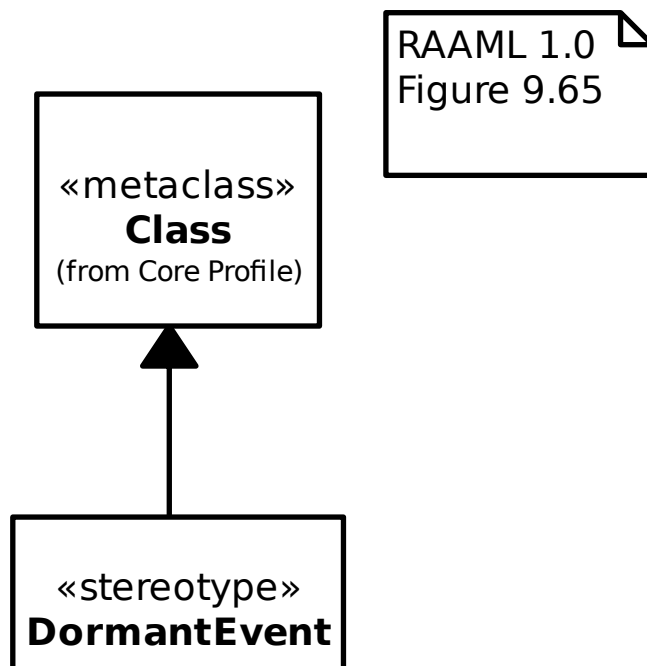 RAAML 1.0
Figure 9.65
«metaclass»
Class
(from Core Profile)
«stereotype»
DormantEvent